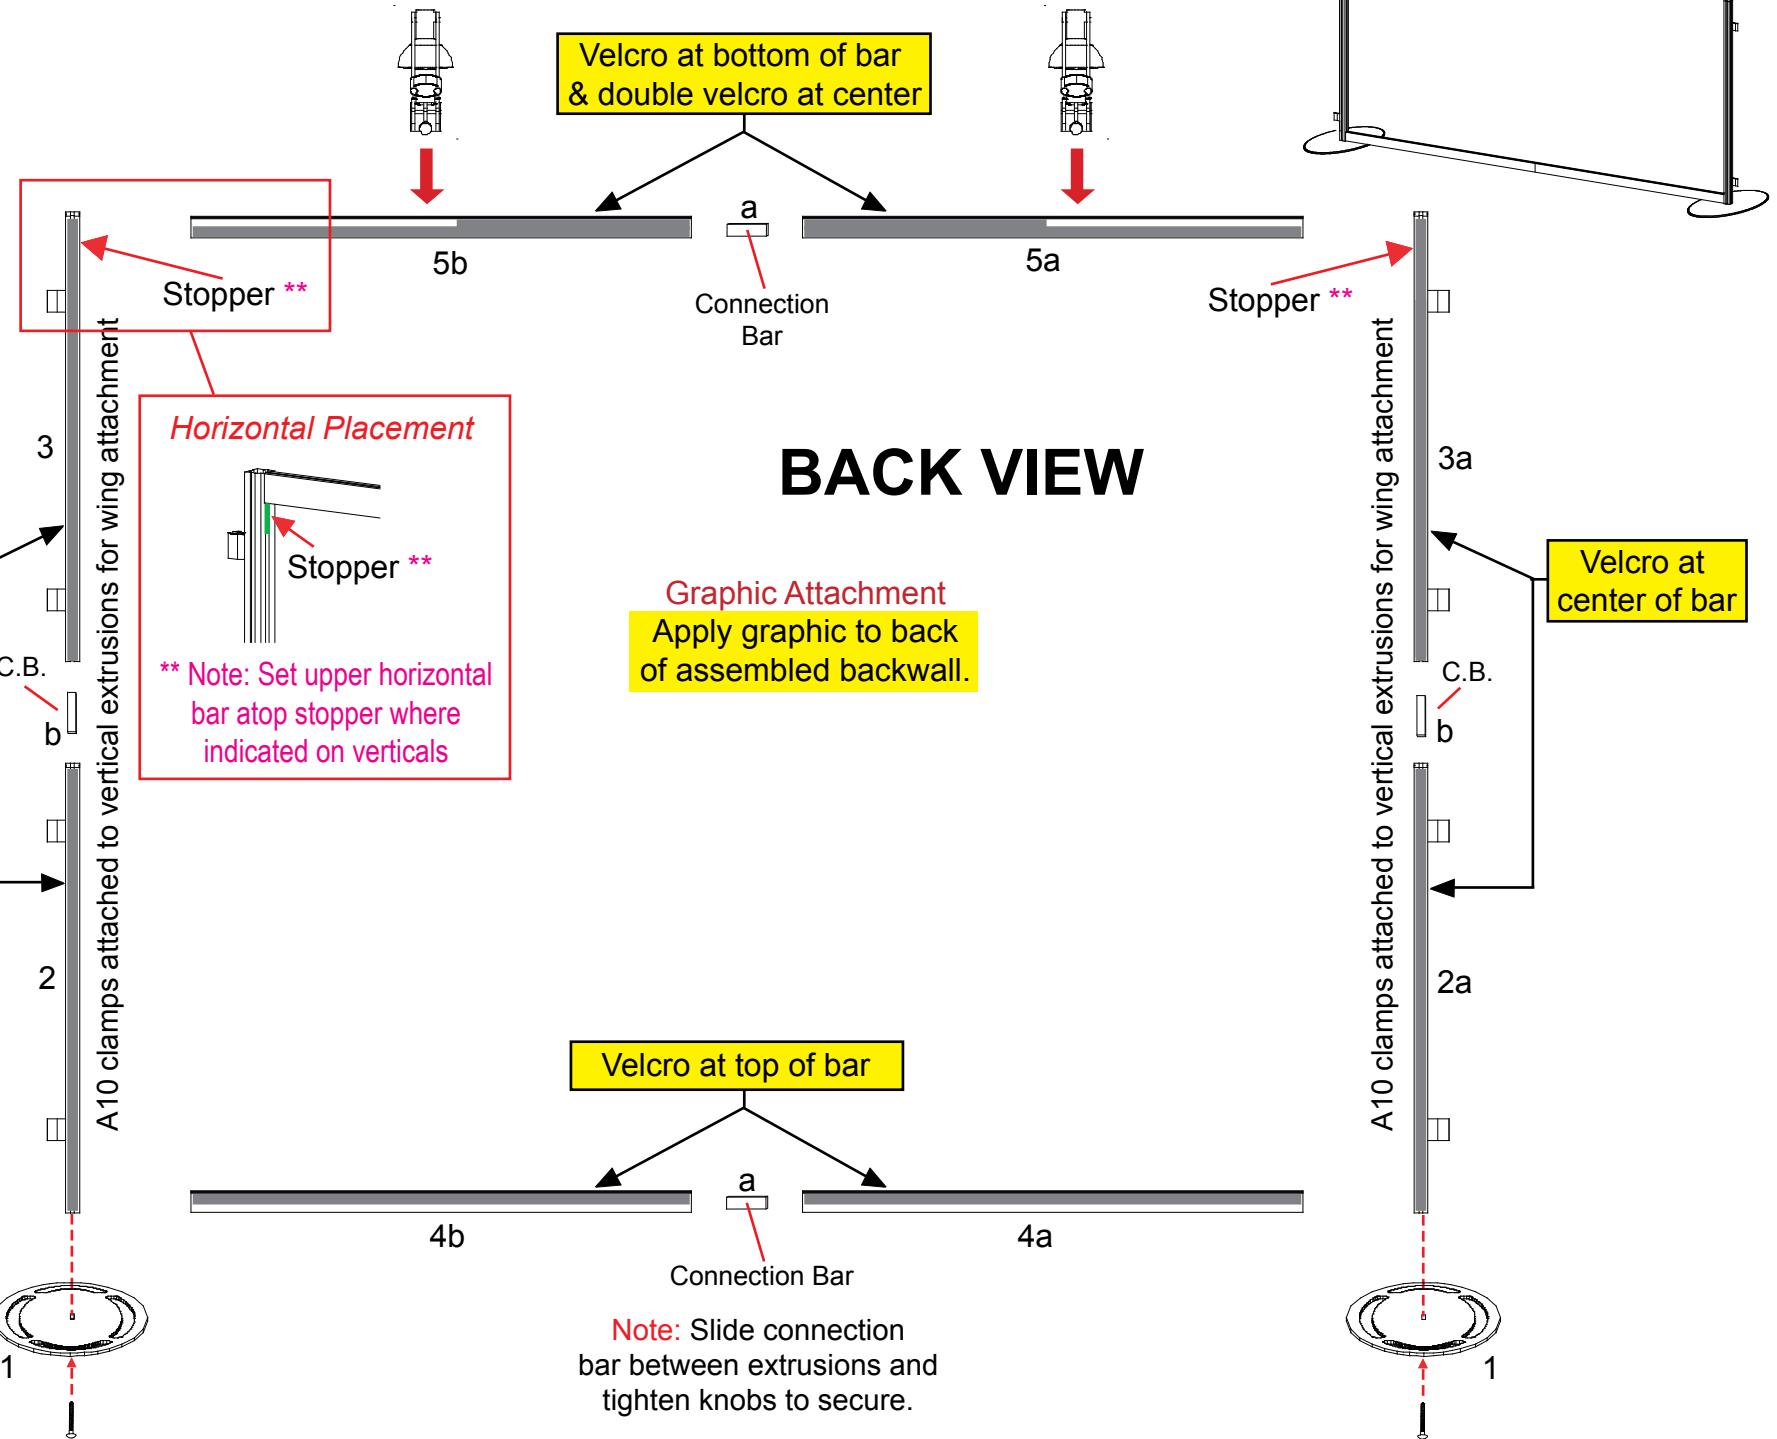 Velcro at bottom of bar
& double velcro at center
a
5b
5a
Connection
Bar
Stopper **
Stopper **
A10 clamps attached to vertical extrusions for wing attachment
A10 clamps attached to vertical extrusions for wing attachment
3
Horizontal Placement
Stopper **
** Note: Set upper horizontal
bar atop stopper where
indicated on verticals
BACK VIEW
3a
Graphic Attachment
Apply graphic to back
of assembled backwall.
Velcro at
center of bar
C.B.
b
C.B.
b
2
2a
Velcro at top of bar
a
4b
4a
Connection Bar
Note: Slide connection
bar between extrusions and
tighten knobs to secure.
1
1